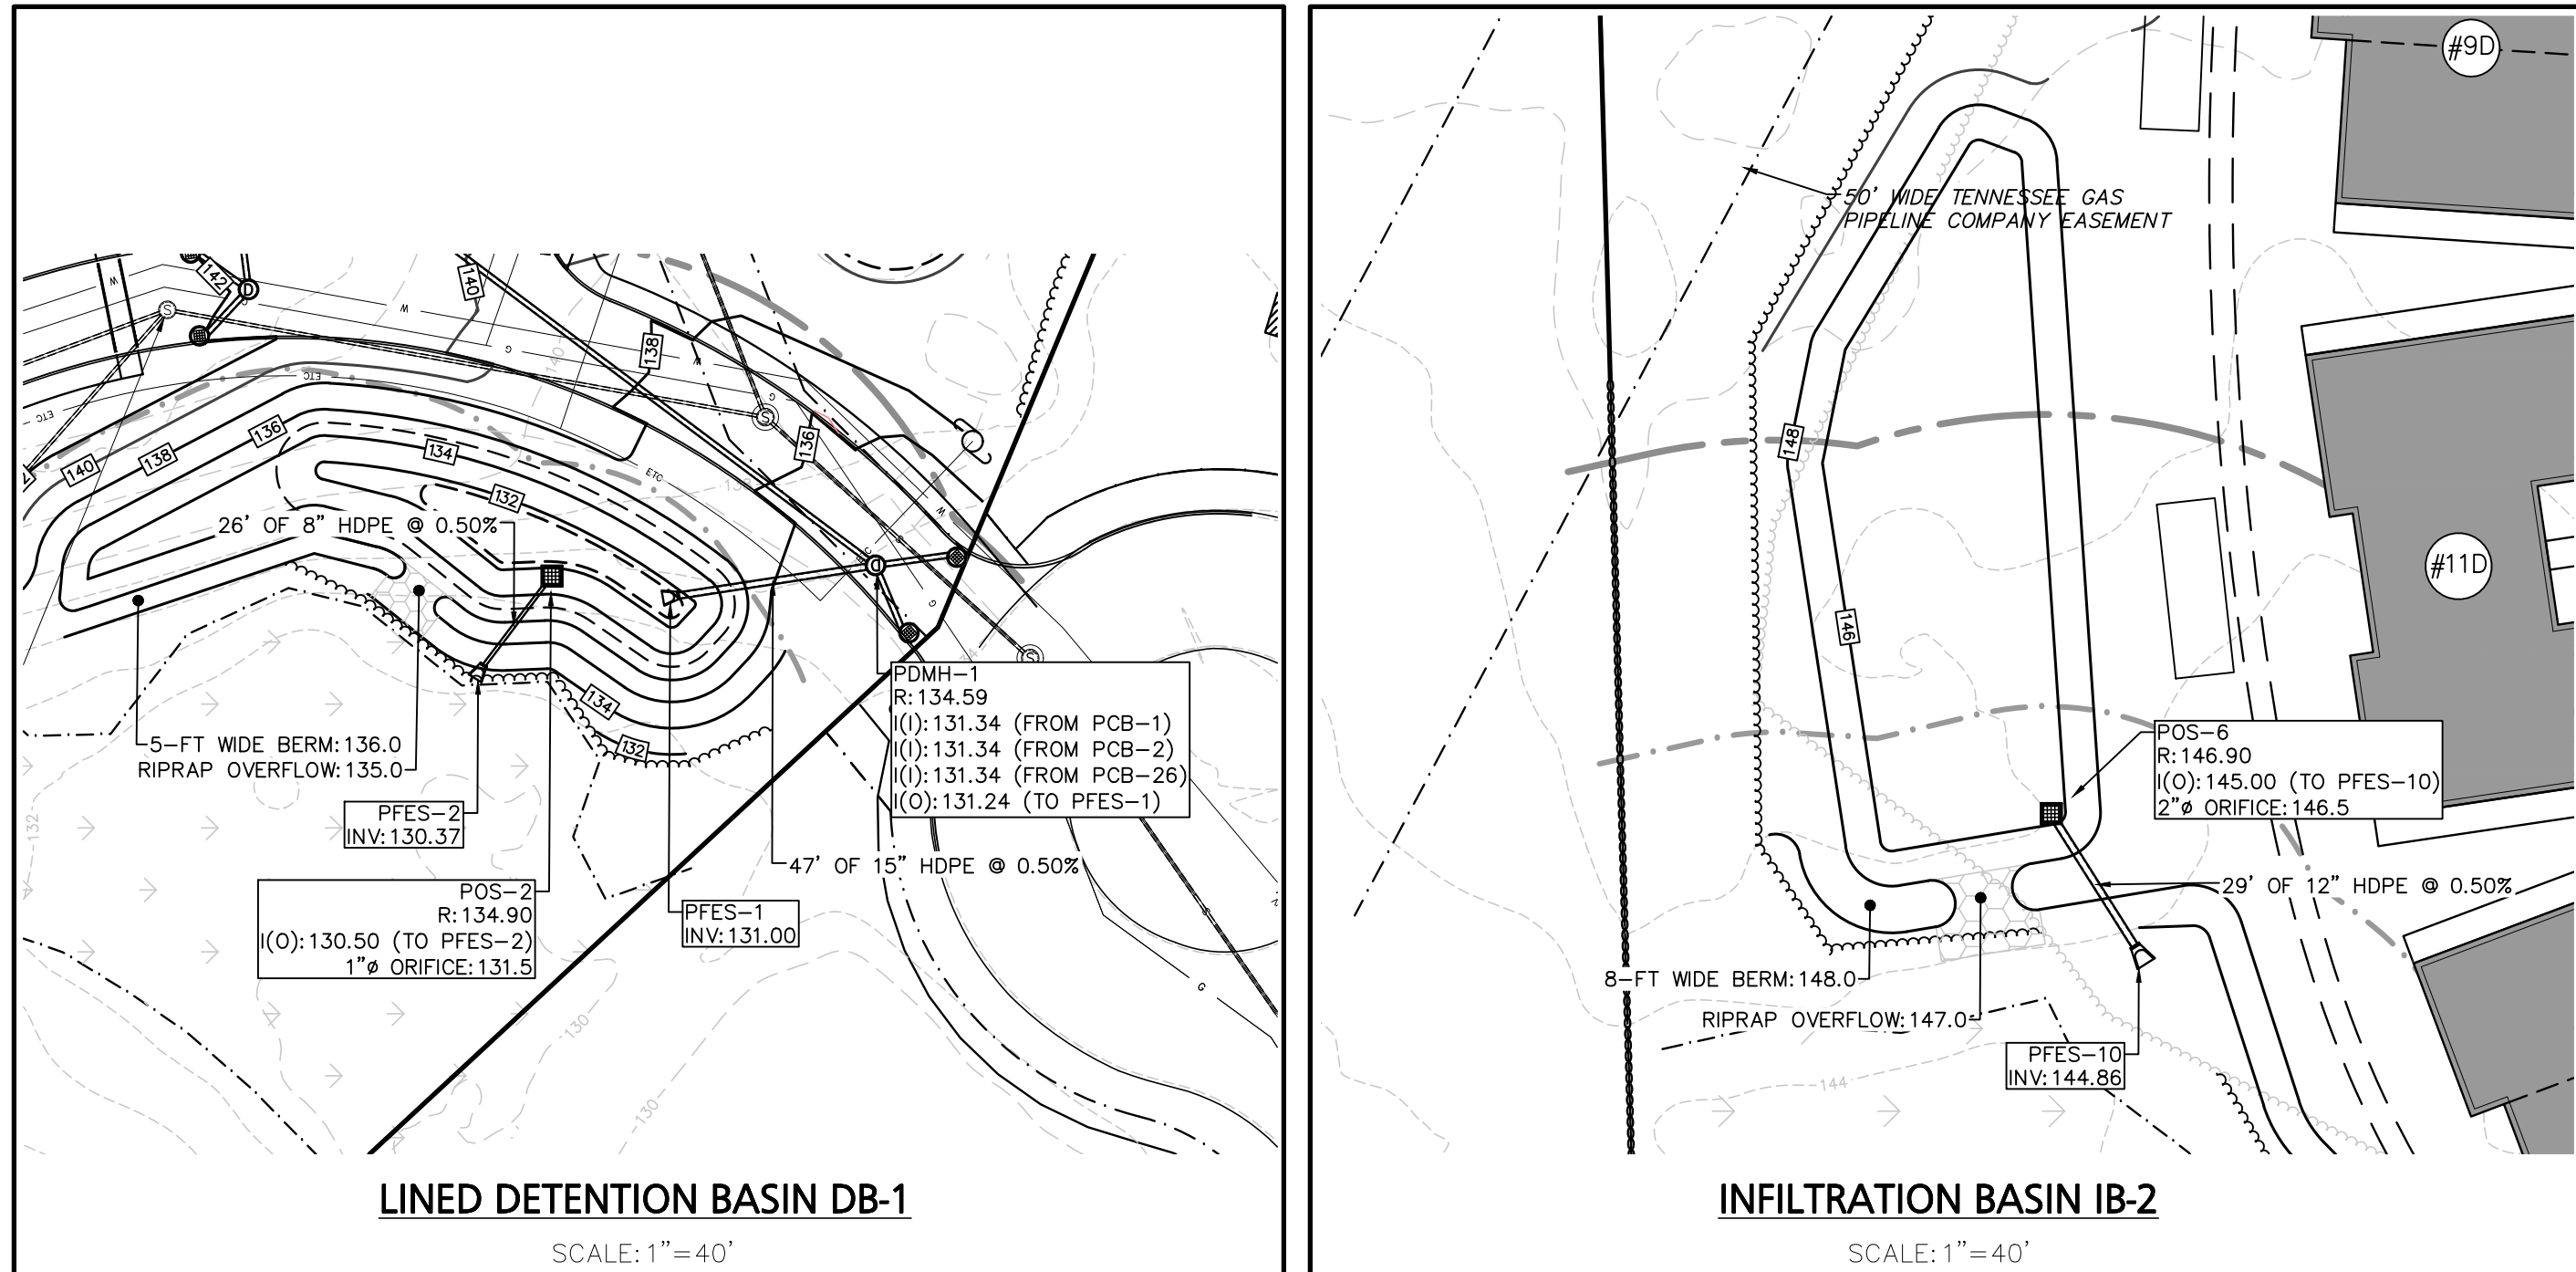 142
140
138
136
W
W
W
W
G
G
G
G
G
S
S
S
D
D
ETC
ETC
ETC
140
138
136
134
132
140
138
134
26' OF 8" HDPE @ 0.50%
5-FT WIDE BERM:136.0
RIPRAP OVERFLOW:135.0
134
132
132
PFES-2
INV:130.37
POS-2
R:134.90
I(O):130.50 (TO PFES-2)
1"ø ORIFICE:131.5
PFES-1
INV:131.00
47' OF 15" HDPE @ 0.50%
PDMH-1
R:134.59
I(I):131.34 (FROM PCB-1)
I(I):131.34 (FROM PCB-2)
I(I):131.34 (FROM PCB-26)
I(O):131.24 (TO PFES-1)
130
130
LINED DETENTION BASIN DB-1
SCALE: 1"=40'
#9D
50' WIDE TENNESSEE GAS
PIPELINE COMPANY EASEMENT
148
#11D
146
POS-6
R:146.90
I(O):145.00 (TO PFES-10)
2"ø ORIFICE:146.5
29' OF 12" HDPE @ 0.50%
8-FT WIDE BERM:148.0
RIPRAP OVERFLOW:147.0
PFES-10
INV:144.86
144
INFILTRATION BASIN IB-2
SCALE: 1"=40'